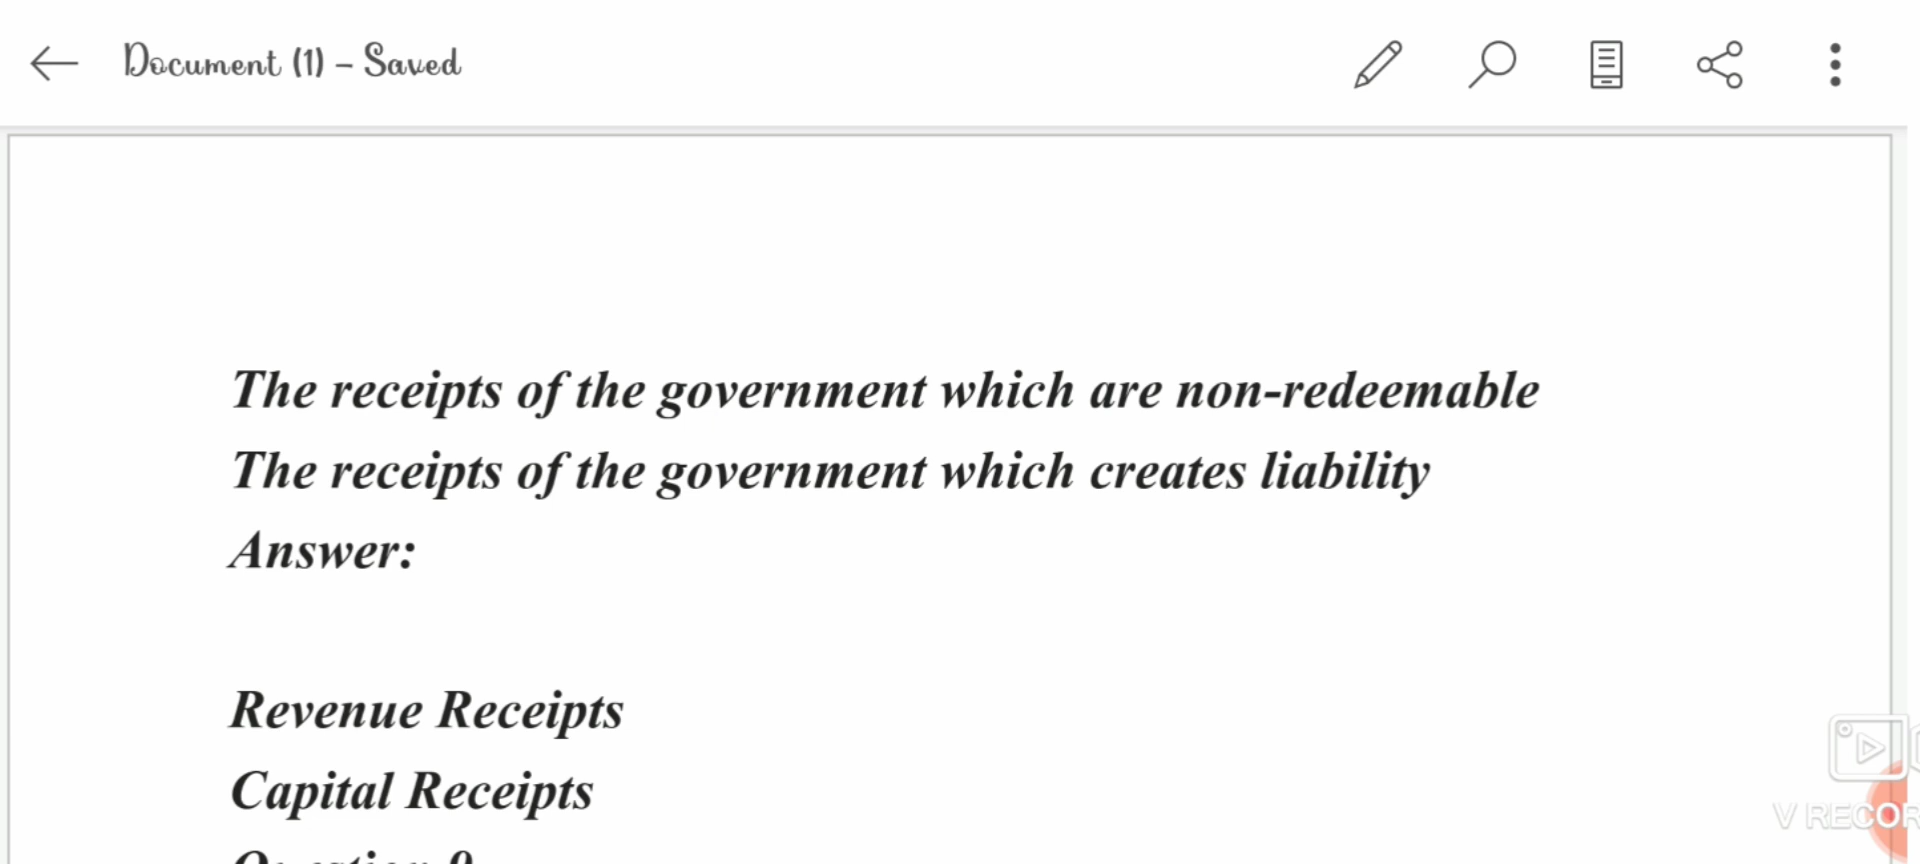 Document (1) – Saved
The receipts of the government which are non-redeemable
The receipts of the government which creates liability
Answer:
Revenue Receipts
Capital Receipts
V RECOR